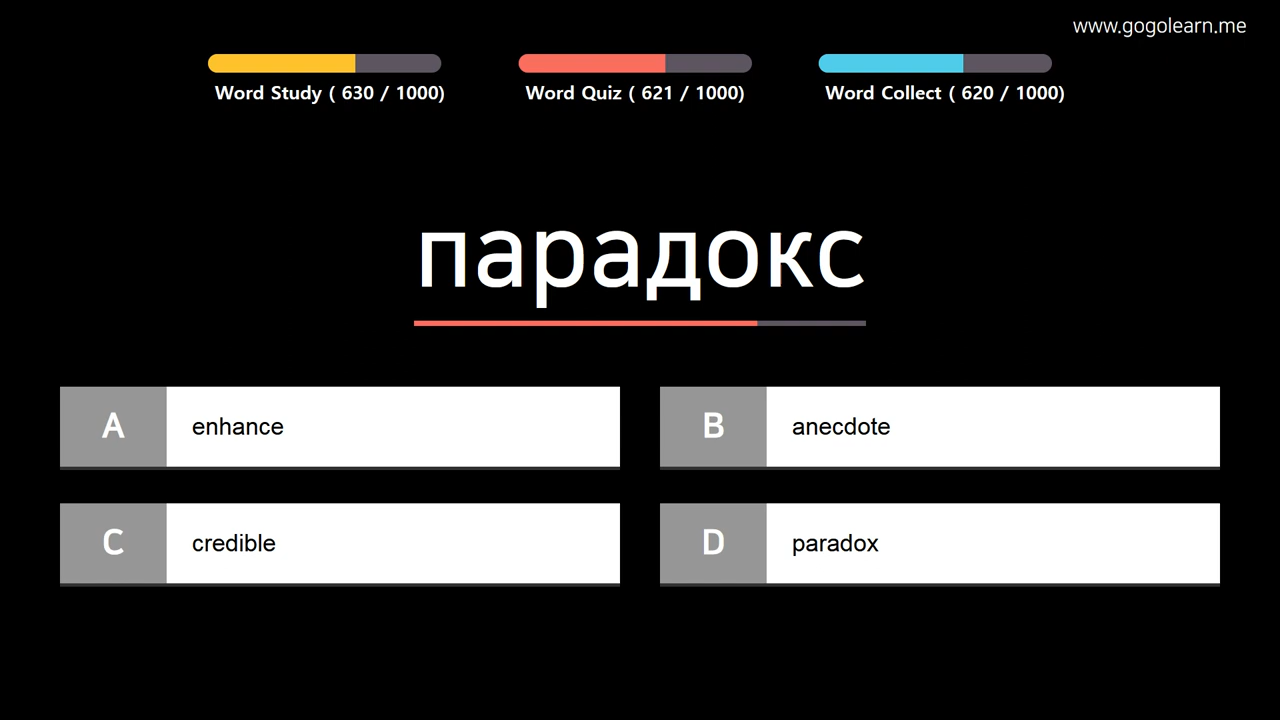 www.gogolearn.me
Word Study ( 630 / 1000)
Word Quiz ( 621 / 1000)
Word Collect ( 620 / 1000)
парадокс
A enhance
B anecdote
C credible
D paradox